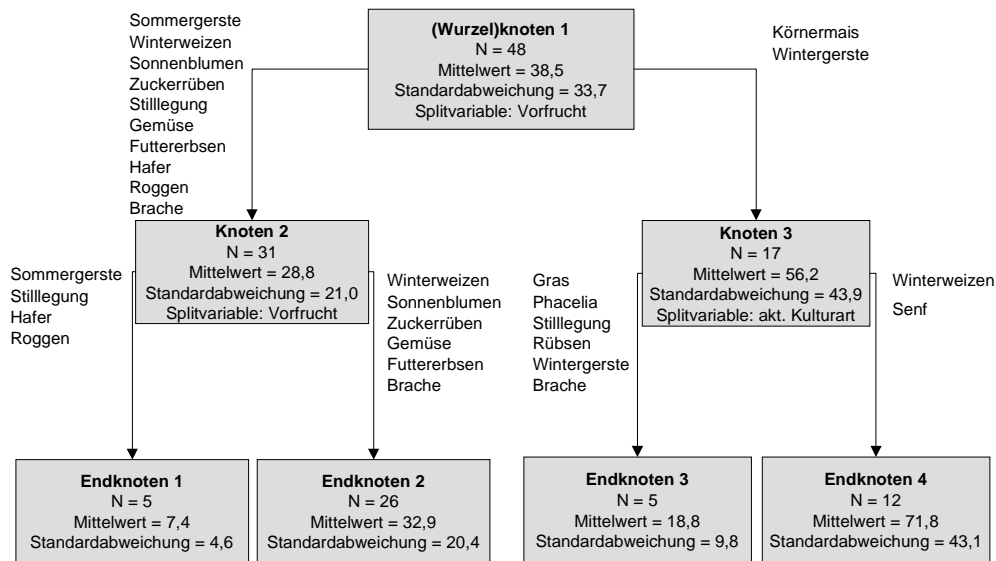 Sommergerste
Winterweizen
Sonnenblumen
Zuckerrüben
Stilllegung
Gemüse
Futtererbsen
Hafer
Roggen
Brache
(Wurzel)knoten 1
N = 48
Mittelwert = 38,5
Standardabweichung = 33,7
Splitvariable: Vorfrucht
Körnermais
Wintergerste
Knoten 2
N = 31
Mittelwert = 28,8
Standardabweichung = 21,0
Splitvariable: Vorfrucht
Knoten 3
N = 17
Mittelwert = 56,2
Standardabweichung = 43,9
Splitvariable: akt. Kulturart
Sommergerste
Stilllegung
Hafer
Roggen
Winterweizen
Sonnenblumen
Zuckerrüben
Gemüse
Futtererbsen
Brache
Gras
Phacelia
Stilllegung
Rübsen
Wintergerste
Brache
Winterweizen
Senf
Endknoten 1
N = 5
Mittelwert = 7,4
Standardabweichung = 4,6
Endknoten 2
N = 26
Mittelwert = 32,9
Standardabweichung = 20,4
Endknoten 3
N = 5
Mittelwert = 18,8
Standardabweichung = 9,8
Endknoten 4
N = 12
Mittelwert = 71,8
Standardabweichung = 43,1